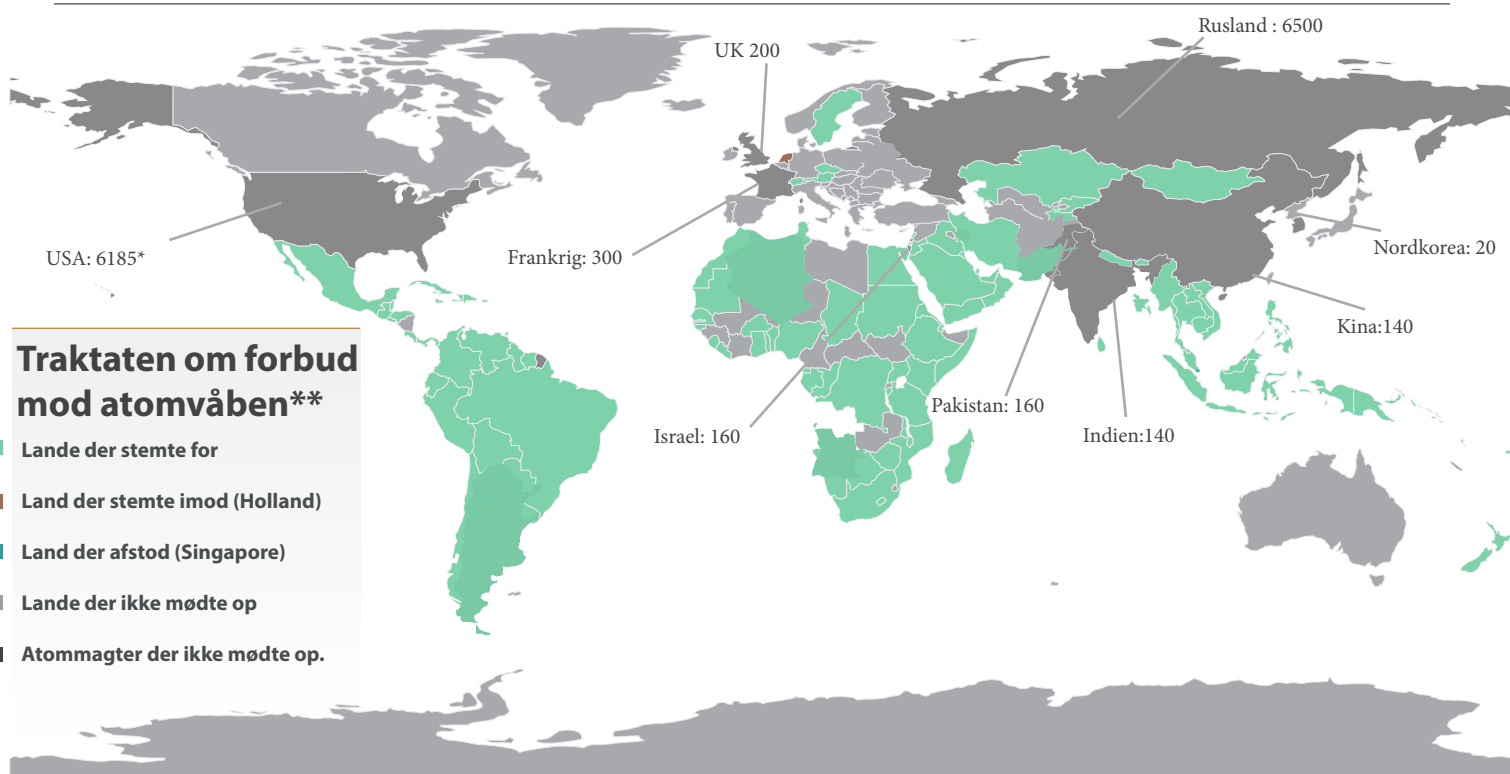 Rusland : 6500
UK 200
USA: 6185*
Frankrig: 300
Nordkorea: 20
Kina:140
Pakistan: 160
Israel: 160
Indien:140
Traktaten om forbud
mod atomvåben**
Lande der stemte for
Land der stemte imod (Holland)
Land der afstod (Singapore)
Lande der ikke mødte op
Atommagter der ikke mødte op.